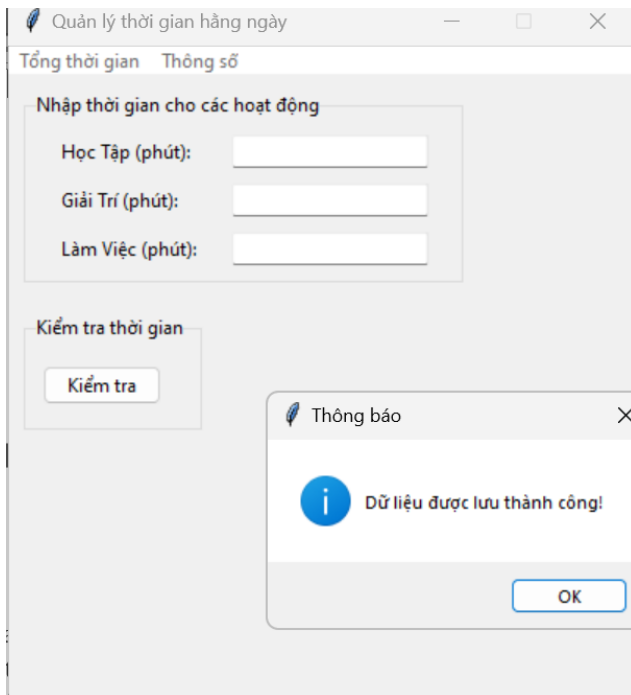 Quản lý thời gian hằng ngày
Tổng thời gian Thông số
Nhập thời gian cho các hoạt động
Học Tập (phút):
Giải Trí (phút):
Làm Việc (phút):
Kiểm tra thời gian
Kiểm tra
Thông báo
Dữ liệu được lưu thành công!
OK